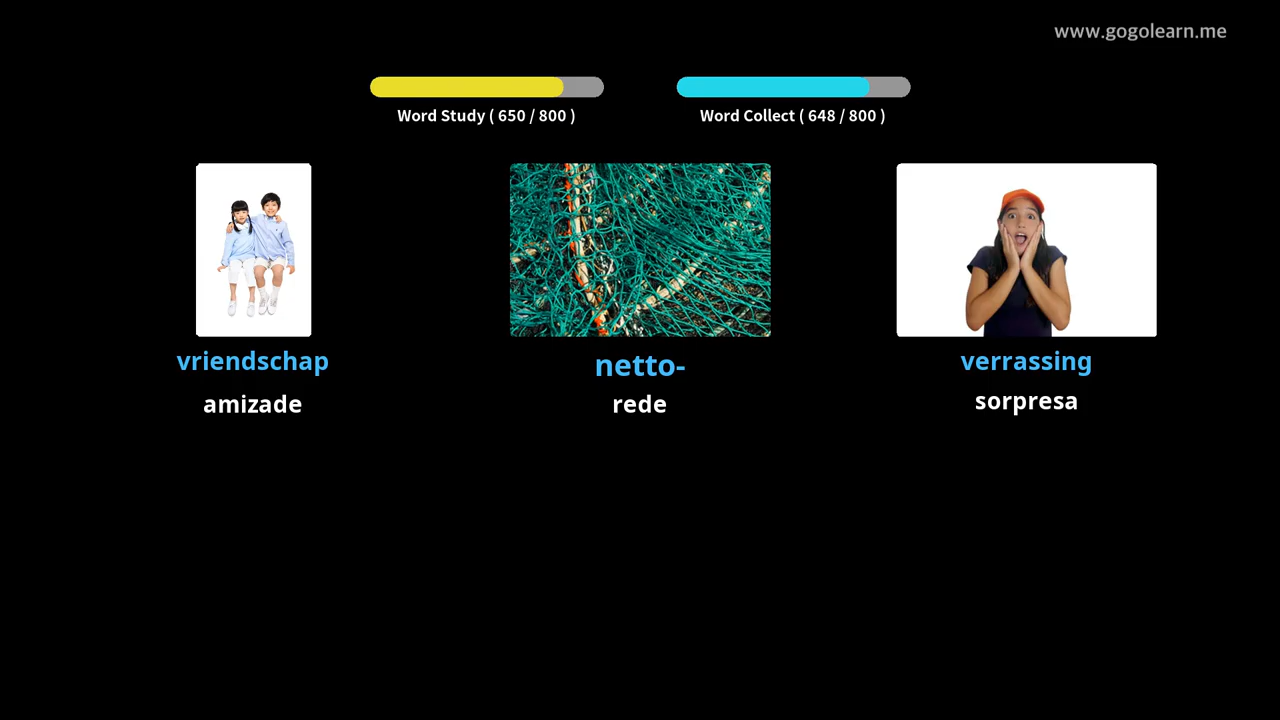 www.gogolearn.me
Word Study ( 650 / 800 )
Word Collect ( 648 / 800 )
vriendschap
netto-
verrassing
amizade
rede
sorpresa